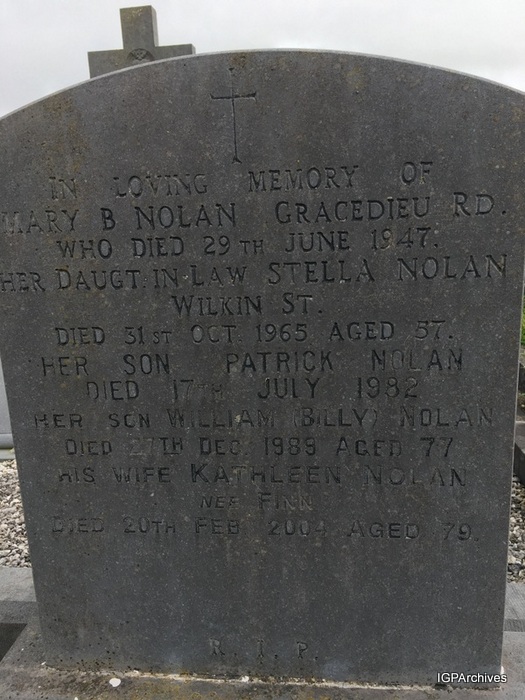 IN LOVING MEMORY OF
MARY B NOLAN GRACEDIEU RD.
WHO DIED 29TH JUNE 1947.
HER DAUGT: IN-LAW STELLA NOLAN
WILKIN ST.
DIED 31ST OCT. 1965 AGED 57.
HER SON PATRICK NOLAN
DIED 17TH JULY 1982
HER SON WILLIAM (BILLY) NOLAN
DIED 27TH DEC. 1989 AGED 77
HIS WIFE KATHLEEN NOLAN
NEE FINN
DIED 20TH FEB 2004 AGED 79.
R. I. P.
IGPArchives